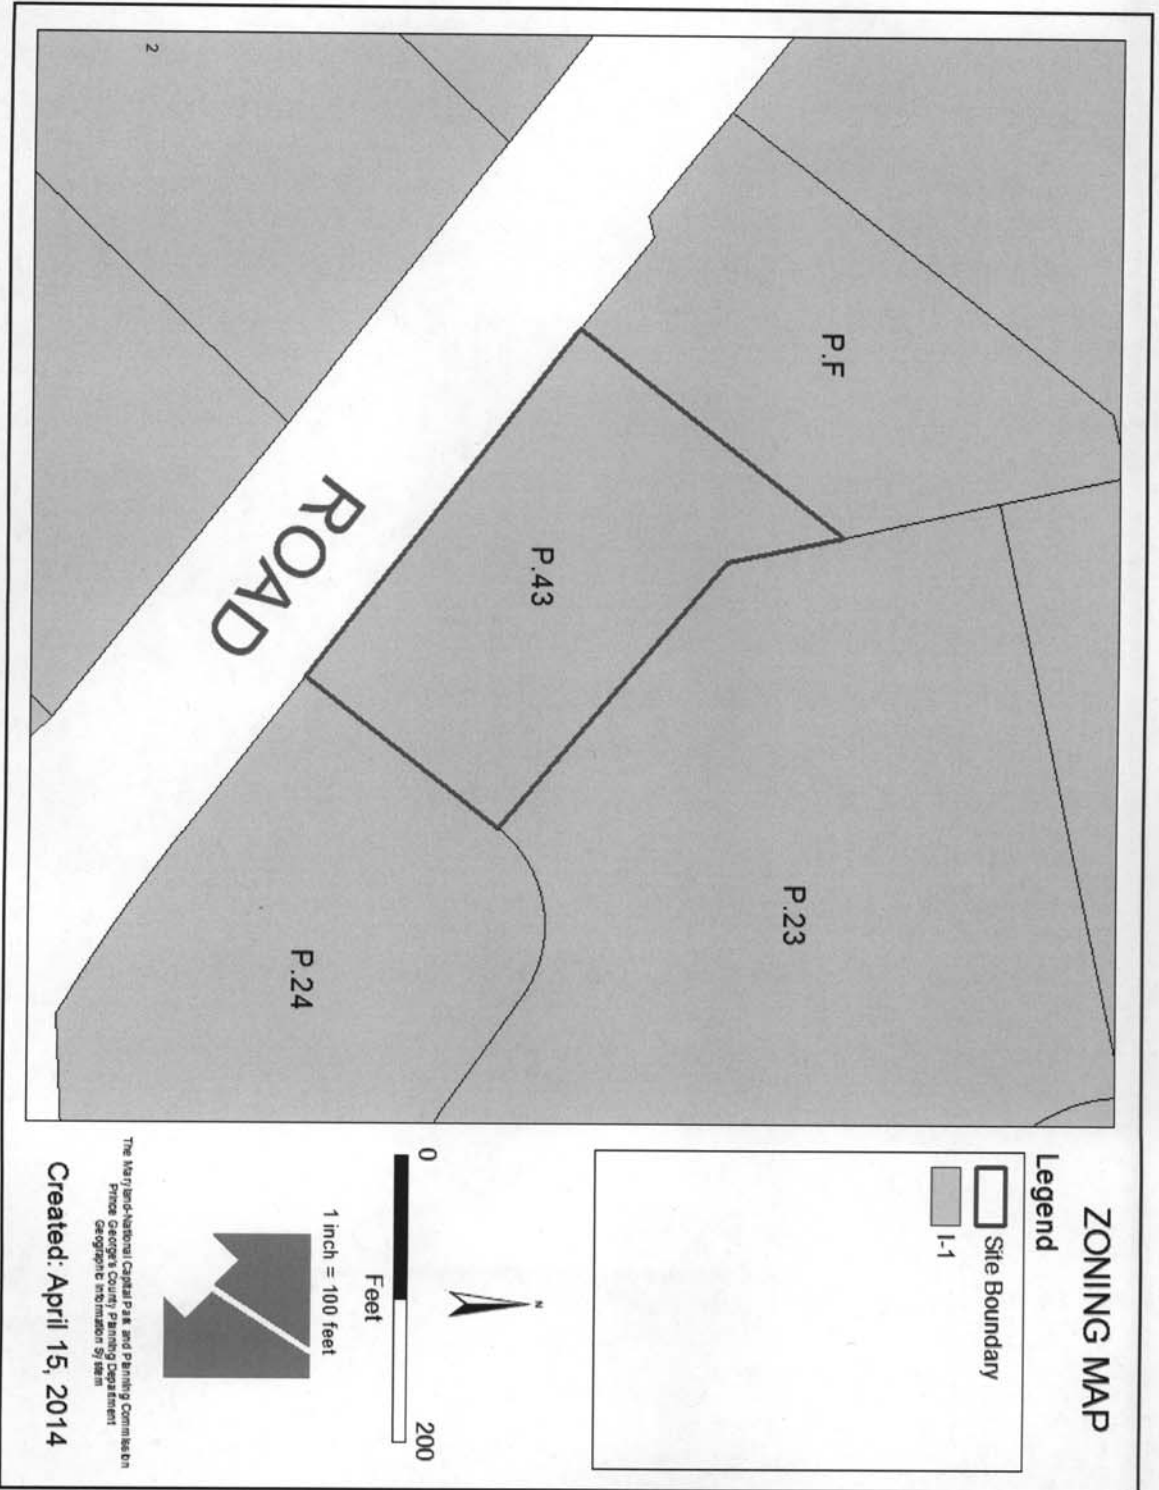 ZONING MAP
Legend
Site Boundary
I-1
N
0
200
Feet
1 inch = 100 feet
The Maryland-National Capital Park and Planning Commission
Prince George's County Planning Department
Geographic Information System
Created: April 15, 2014
P.F
P.43
P.23
P.24
ROAD
2